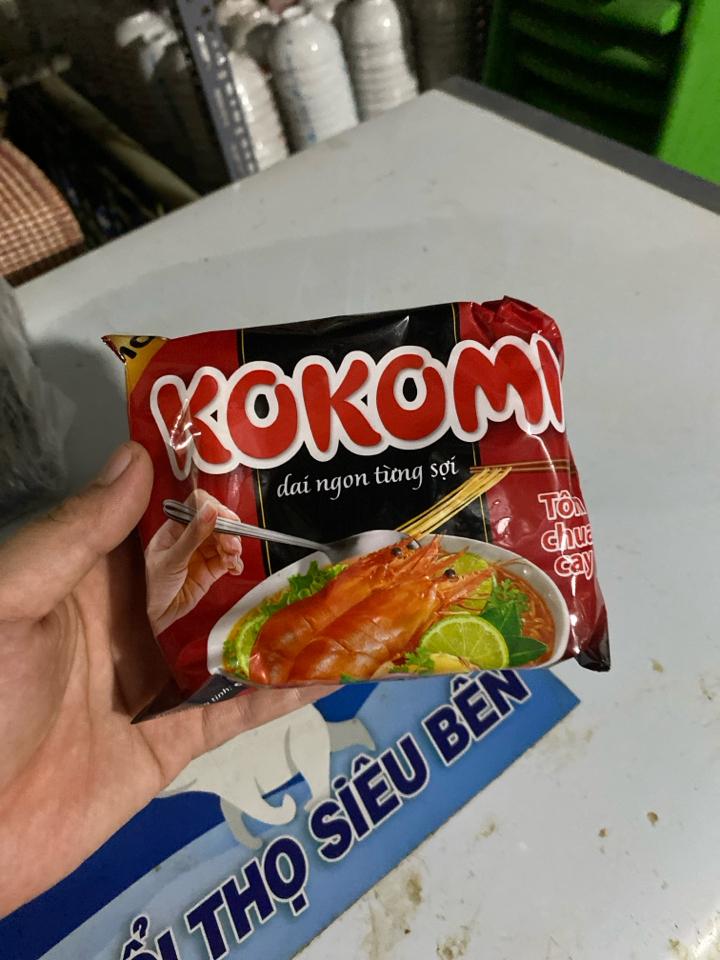 KOKOMI
dai ngon từng sợi
Tôm
chua
cay
THỌ SIÊU BỀN